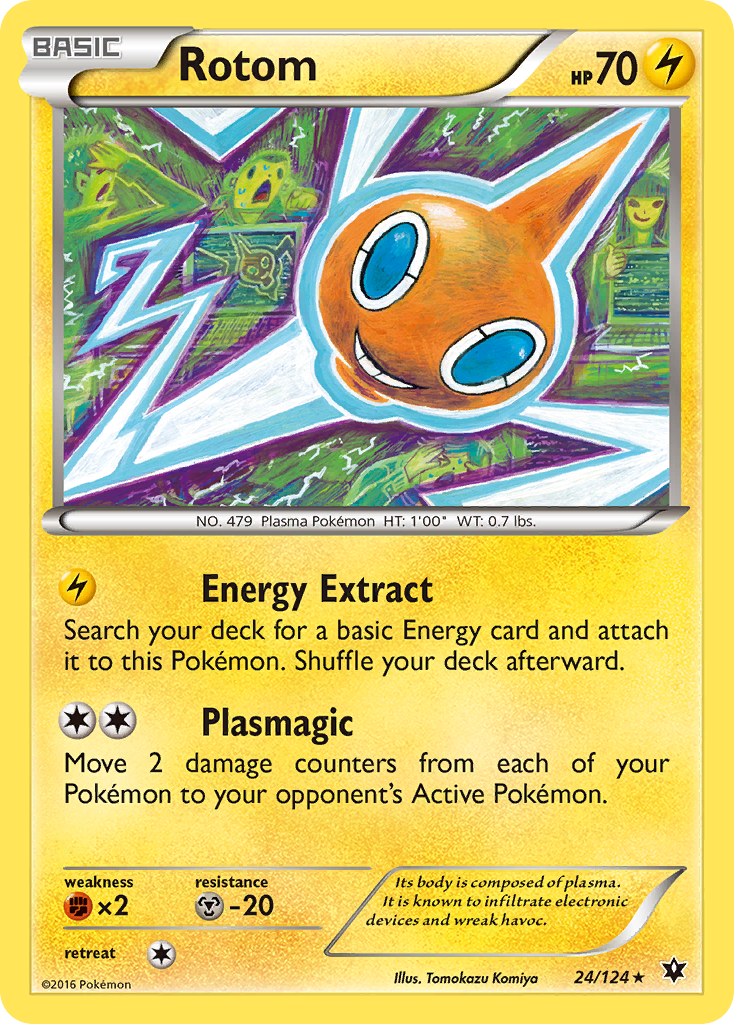 BASIC
Rotom
HP 70
NO. 479 Plasma Pokémon HT: 1'00" WT: 0.7 lbs.
Energy Extract
Search your deck for a basic Energy card and attach
it to this Pokémon. Shuffle your deck afterward.
Plasmagic
Move 2 damage counters from each of your
Pokémon to your opponent's Active Pokémon.
weakness
×2
resistance
-20
retreat
Its body is composed of plasma.
It is known to infiltrate electronic
devices and wreak havoc.
©2016 Pokémon
Illus. Tomokazu Komiya
24/124 ★